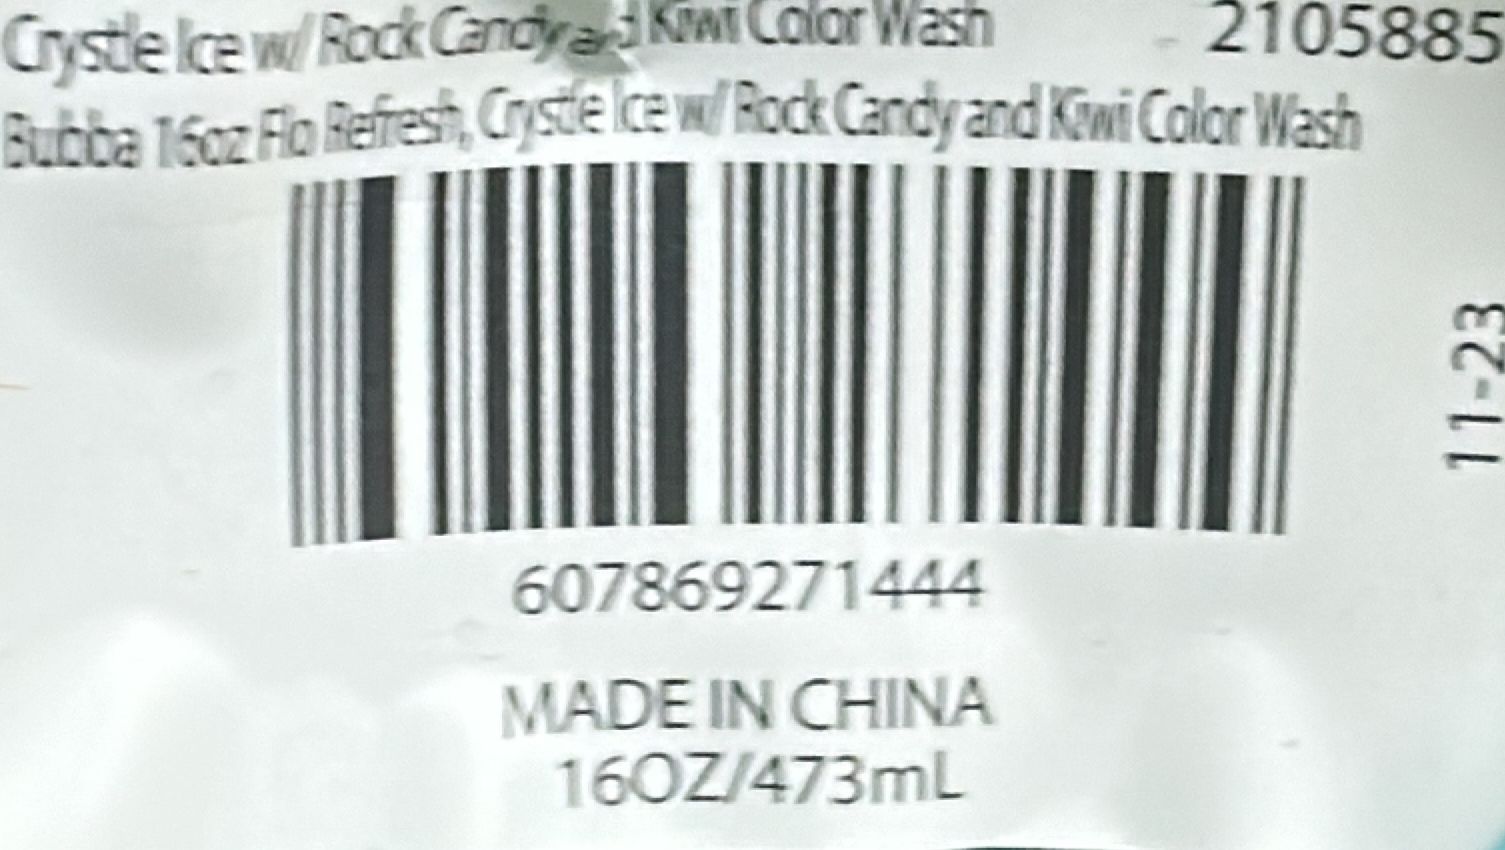 Crystle Ice w/ Rock Candy and Kiwi Color Wash 2105885
Bubba 16oz Flo Refresh, Crystle Ice w/ Rock Candy and Kiwi Color Wash
11-23
607869271444
MADE IN CHINA
16OZ/473mL